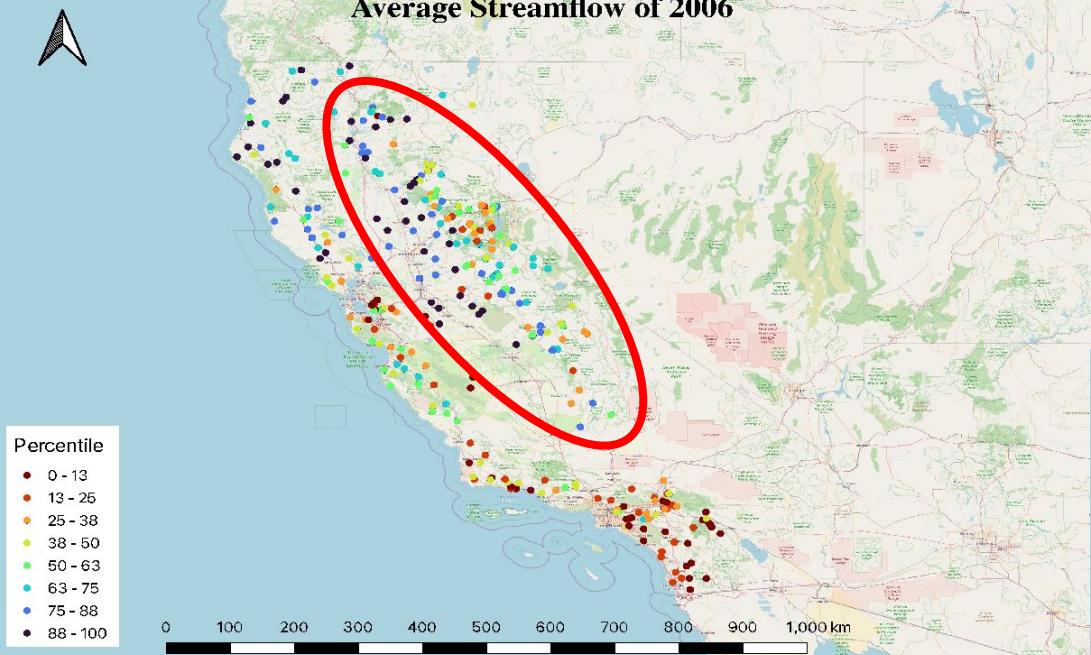 Average Streamflow of 2006
Percentile
0 - 13
13 - 25
25 - 38
38 - 50
50 - 63
63 - 75
75 - 88
88 - 100
0 100 200 300 400 500 600 700 800 900 1,000 km